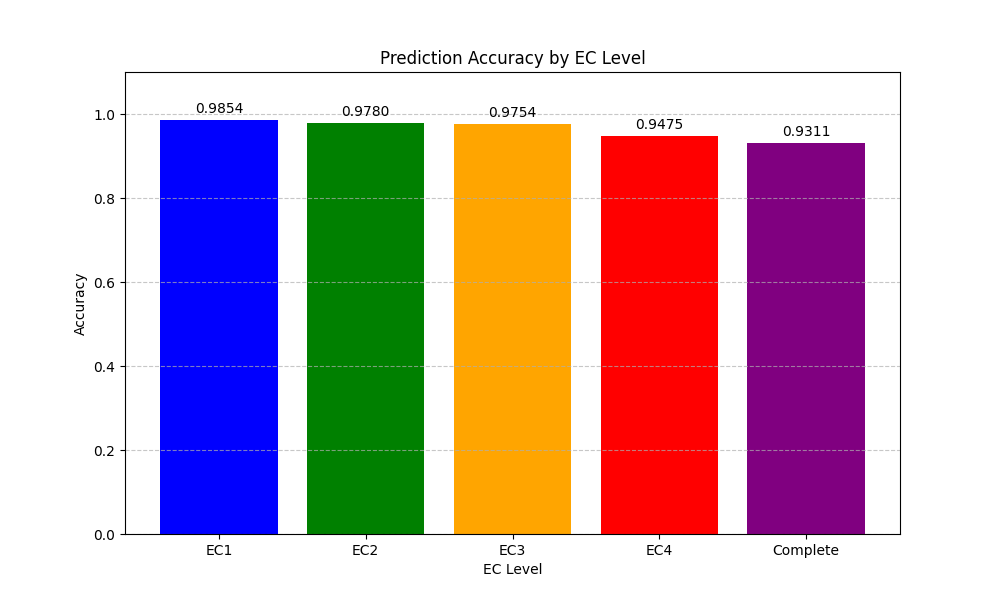 Prediction Accuracy by EC Level
0.9854
0.9780
0.9754
0.9475
0.9311
1.0
0.8
0.6
0.4
0.2
0.0
Accuracy
EC1
EC2
EC3
EC4
Complete
EC Level